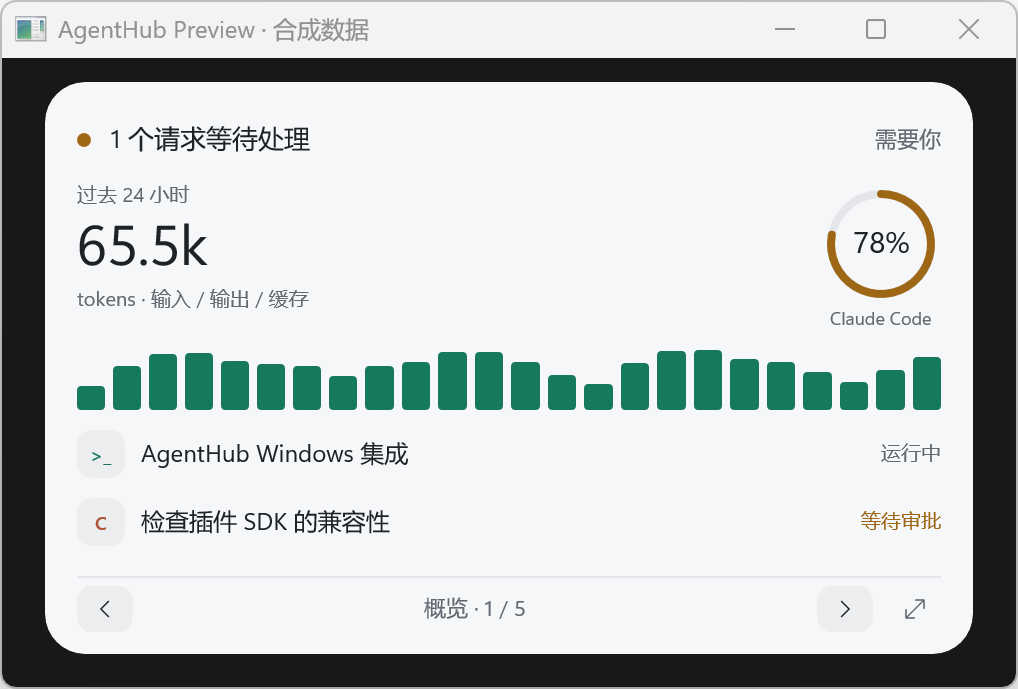 AgentHub Preview · 合成数据
1 个请求等待处理
需要你
过去 24 小时
65.5k
tokens · 输入 / 输出 / 缓存
78%
Claude Code
>_
AgentHub Windows 集成
运行中
C
检查插件 SDK 的兼容性
等待审批
概览 · 1 / 5